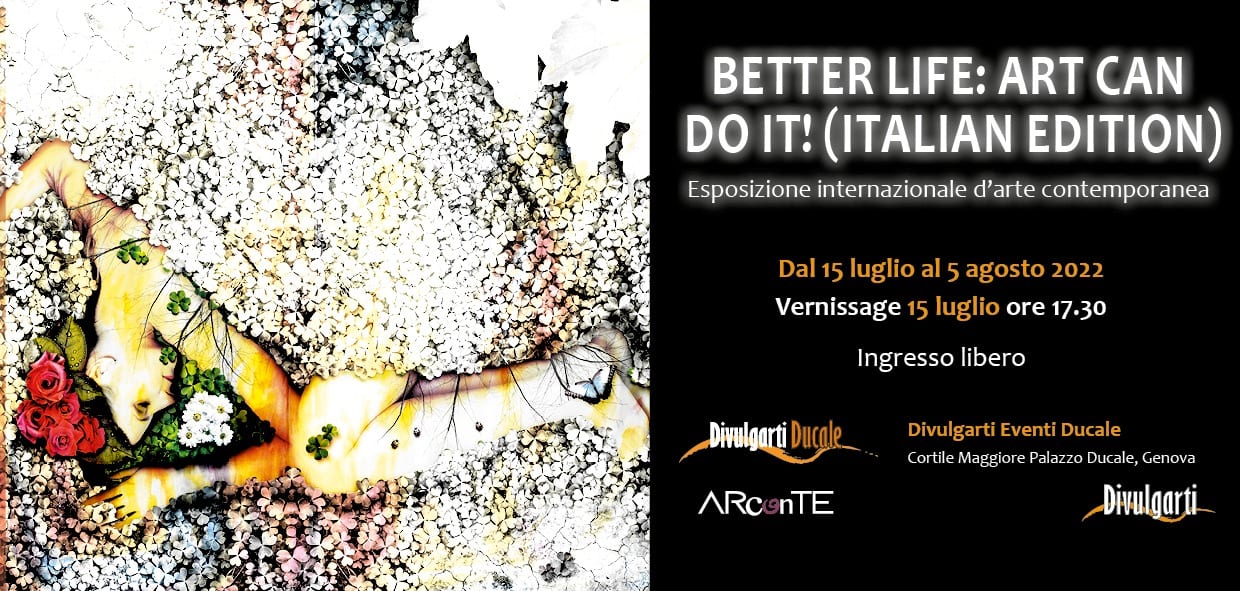 BETTER LIFE: ART CAN
DO IT! (ITALIAN EDITION)
Esposizione internazionale d'arte contemporanea
Dal 15 luglio al 5 agosto 2022
Vernissage 15 luglio ore 17.30
Ingresso libero
Divulgarti Ducale
Divulgarti Eventi Ducale
Cortile Maggiore Palazzo Ducale, Genova
ARconTE
Divulgarti